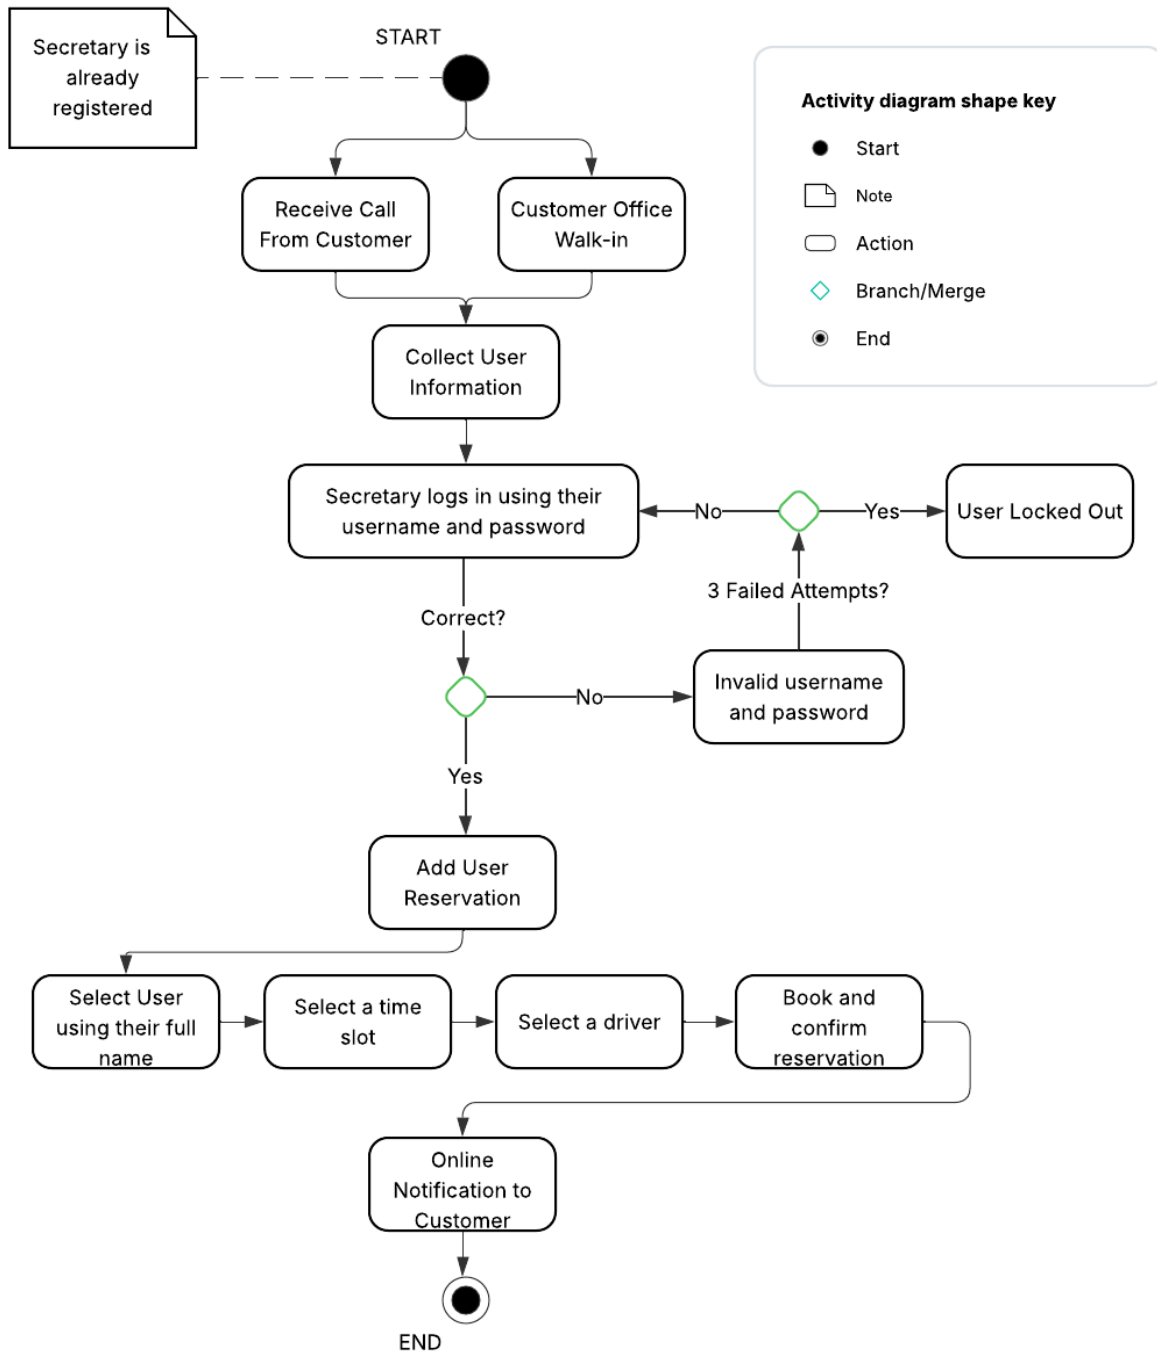 Secretary is
already
registered
START
Activity diagram shape key
Start
Note
Action
Branch/Merge
End
Receive Call
From Customer
Customer Office
Walk-in
Collect User
Information
Secretary logs in using their
username and password
No
Yes
User Locked Out
3 Failed Attempts?
Correct?
No
Invalid username
and password
Yes
Add User
Reservation
Select User
using their full
name
Select a time
slot
Select a driver
Book and
confirm
reservation
Online
Notification to
Customer
END